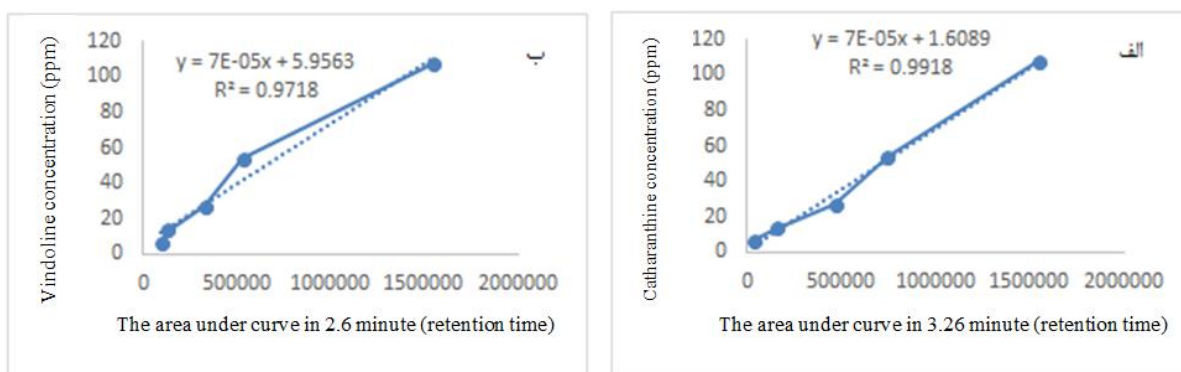 120
100
80
60
40
20
0
Vindoline concentration (ppm)
y = 7E-05x + 5.9563
R² = 0.9718
ب
0 500000 1000000 1500000 2000000
The area under curve in 2.6 minute (retention time)
120
100
80
60
40
20
0
Catharanthine concentration (ppm)
y = 7E-05x + 1.6089
R² = 0.9918
الف
0 500000 1000000 1500000 2000000
The area under curve in 3.26 minute (retention time)